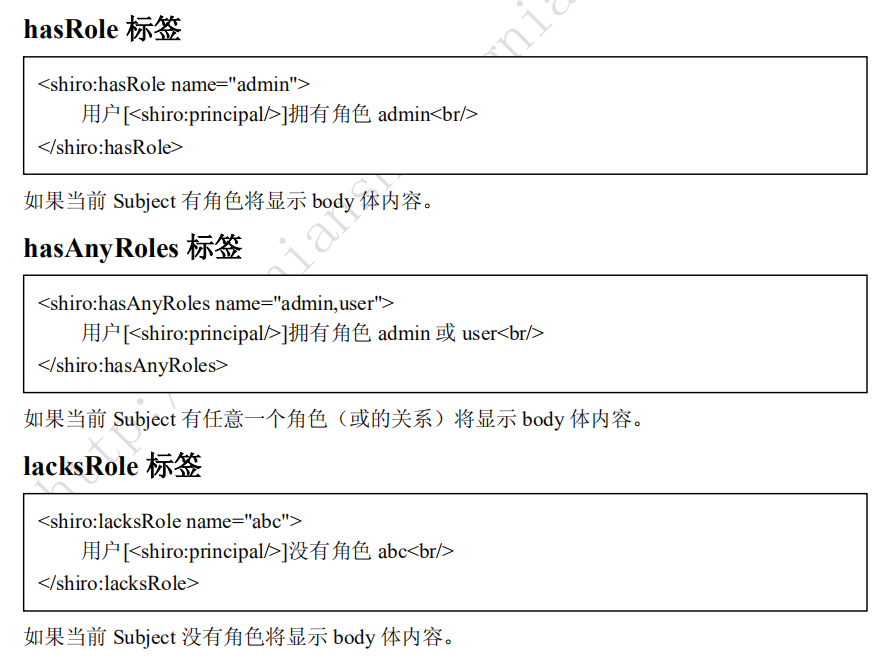 hasRole 标签
<shiro:hasRole name="admin">
用户[<shiro:principal/>]拥有角色 admin<br/>
</shiro:hasRole>
如果当前 Subject 有角色将显示 body 体内容。
hasAnyRoles 标签
<shiro:hasAnyRoles name="admin,user">
用户[<shiro:principal/>]拥有角色 admin 或 user<br/>
</shiro:hasAnyRoles>
如果当前 Subject 有任意一个角色（或的关系）将显示 body 体内容。
lacksRole 标签
<shiro:lacksRole name="abc">
用户[<shiro:principal/>]没有角色 abc<br/>
</shiro:lacksRole>
如果当前 Subject 没有角色将显示 body 体内容。